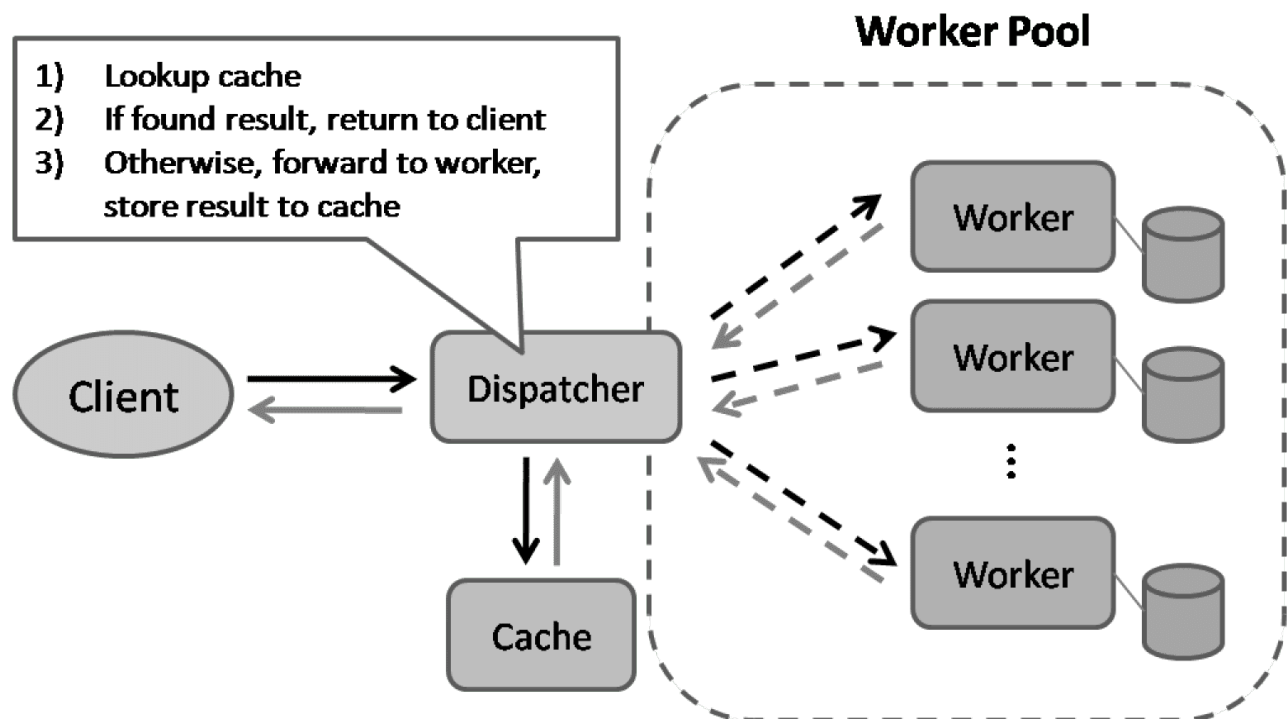 Worker Pool
1) Lookup cache
2) If found result, return to client
3) Otherwise, forward to worker,
store result to cache
Worker
Worker
Client
Dispatcher
⋮
Worker
Cache